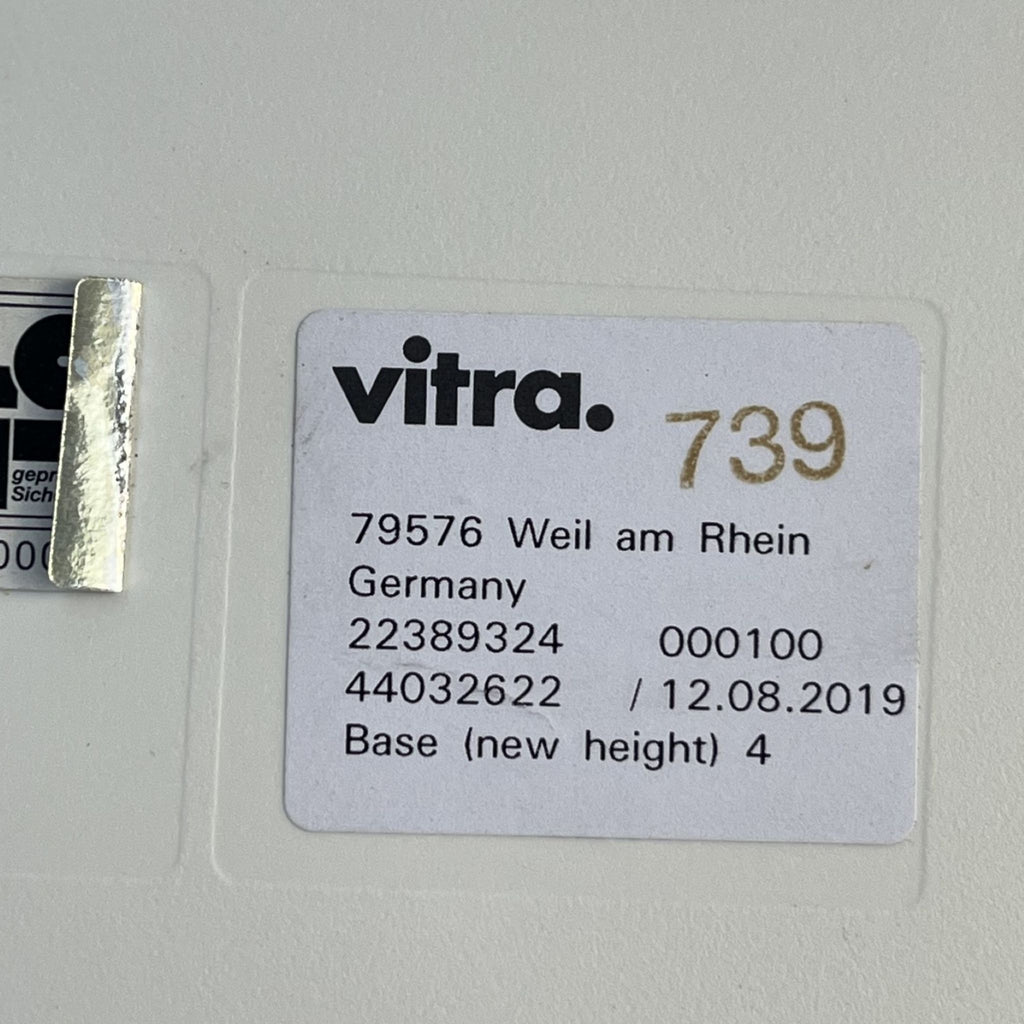 vitra.
739
79576 Weil am Rhein
Germany
22389324 000100
44032622 / 12.08.2019
Base (new height) 4